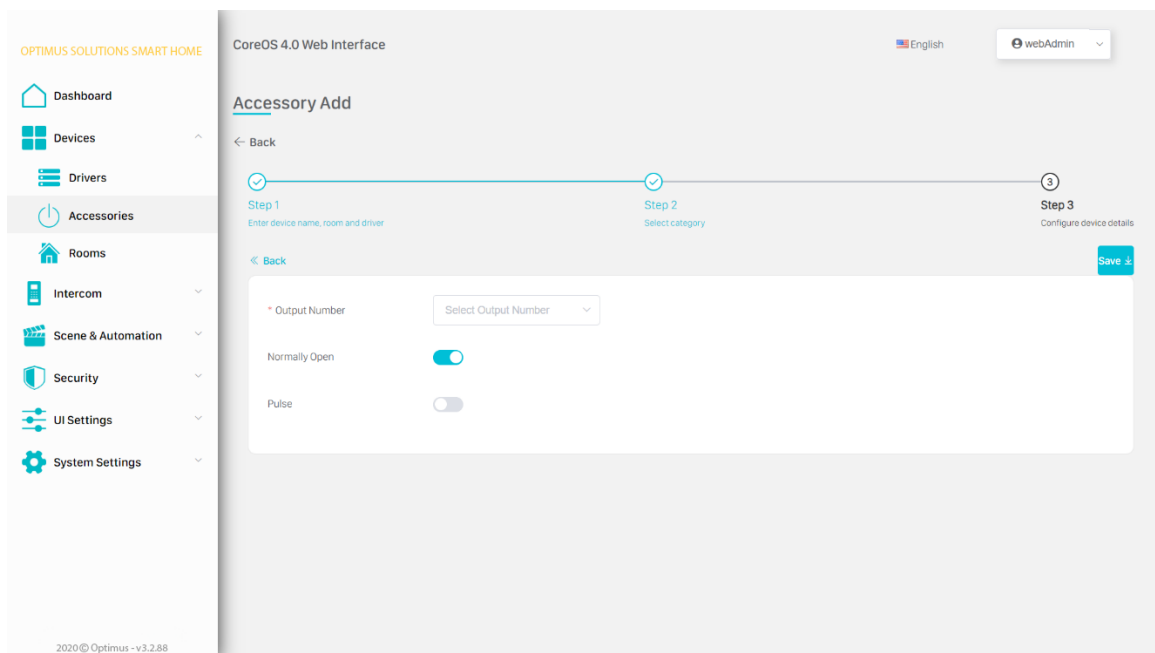 OPTIMUS SOLUTIONS SMART HOME
Dashboard
Devices
Drivers
Accessories
Rooms
Intercom
Scene & Automation
Security
UI Settings
System Settings
2020 © Optimus - v3.2.88
CoreOS 4.0 Web Interface
English
webAdmin
Accessory Add
← Back
Step 1
Enter device name, room and driver
Step 2
Select category
3
Step 3
Configure device details
« Back
Save
* Output Number
Select Output Number
Normally Open
Pulse